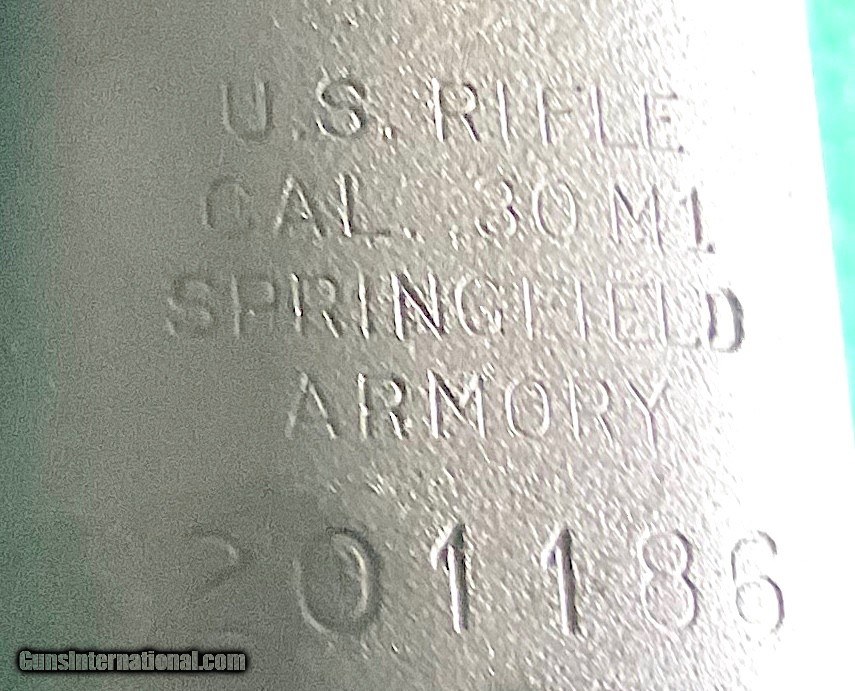 U.S. RIFLE
CAL. .30 M1
SPRINGFIELD
ARMORY
201186
GunsInternational.com